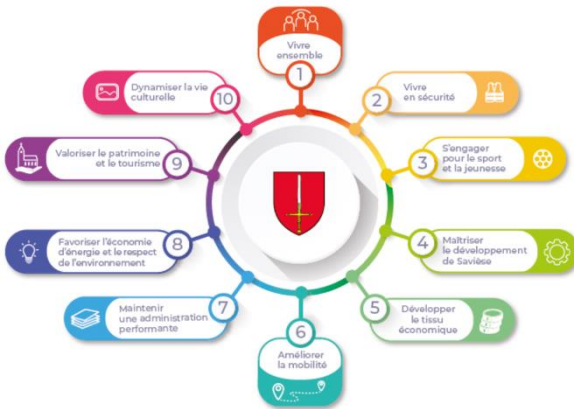 Vivre
ensemble
1
2
Vivre
en sécurité
3
S'engager
pour le sport
et la jeunesse
4
Maîtriser
le développement
de Savièse
5
Développer
le tissu
économique
6
Améliorer
la mobilité
7
Maintenir
une administration
performante
8
Favoriser l'économie
d'énergie et le respect
de l'environnement
9
Valoriser le patrimoine
et le tourisme
10
Dynamiser la vie
culturelle